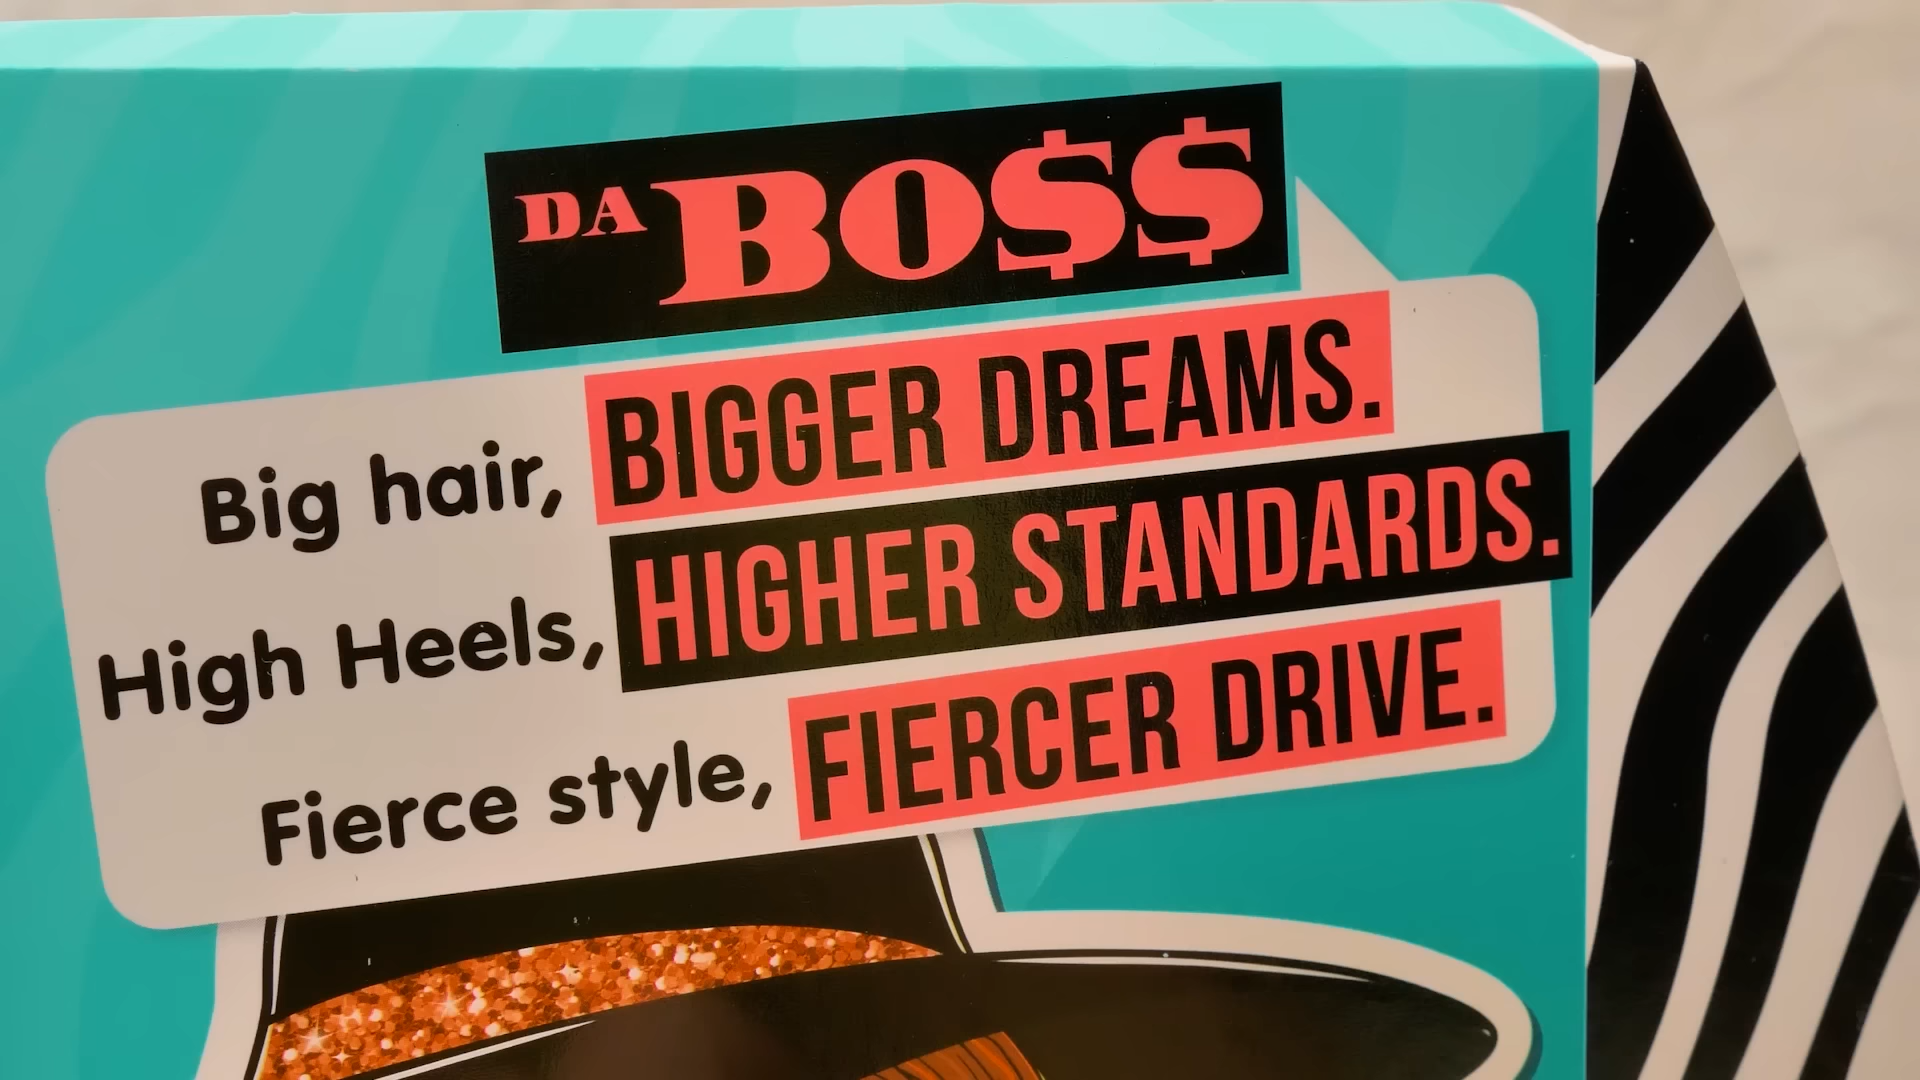 DA BO$$
Big hair, BIGGER DREAMS.
High Heels, HIGHER STANDARDS.
Fierce style, FIERCER DRIVE.